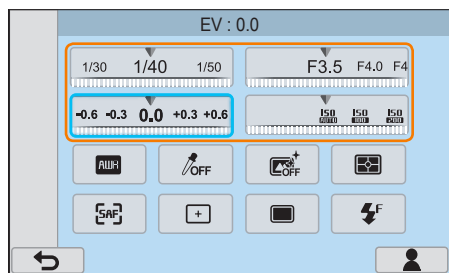 EV : 0.0
1/30 1/40 1/50
F3.5 F4.0 F4
-0.6 -0.3 0.0 +0.3 +0.6
ISO AUTO ISO 100 ISO 200
AWB OFF OFF
SAF F